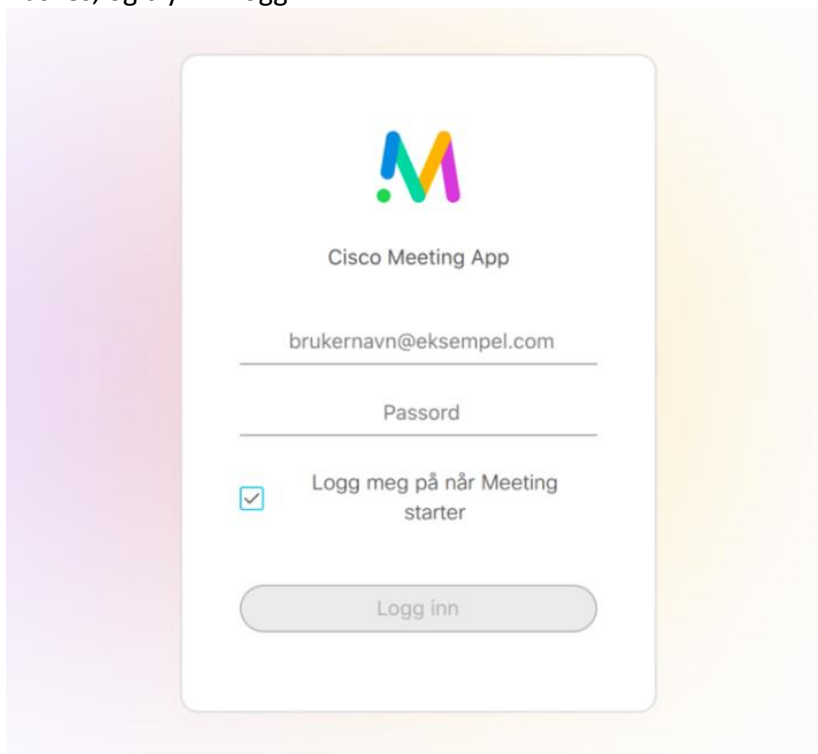 Cisco Meeting App
brukernavn@eksempel.com
Passord
Logg meg på når Meeting
starter
Logg inn